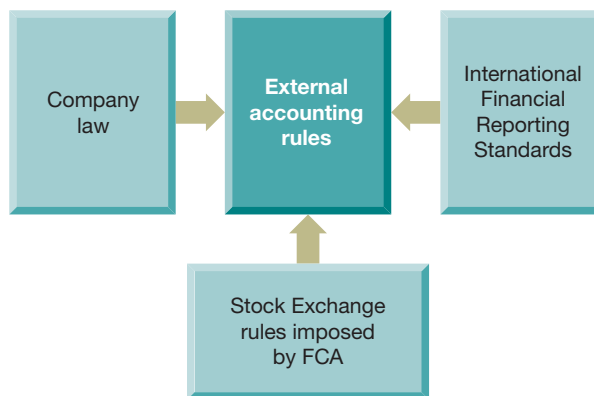 Company
law
External
accounting
rules
International
Financial
Reporting
Standards
Stock Exchange
rules imposed
by FCA